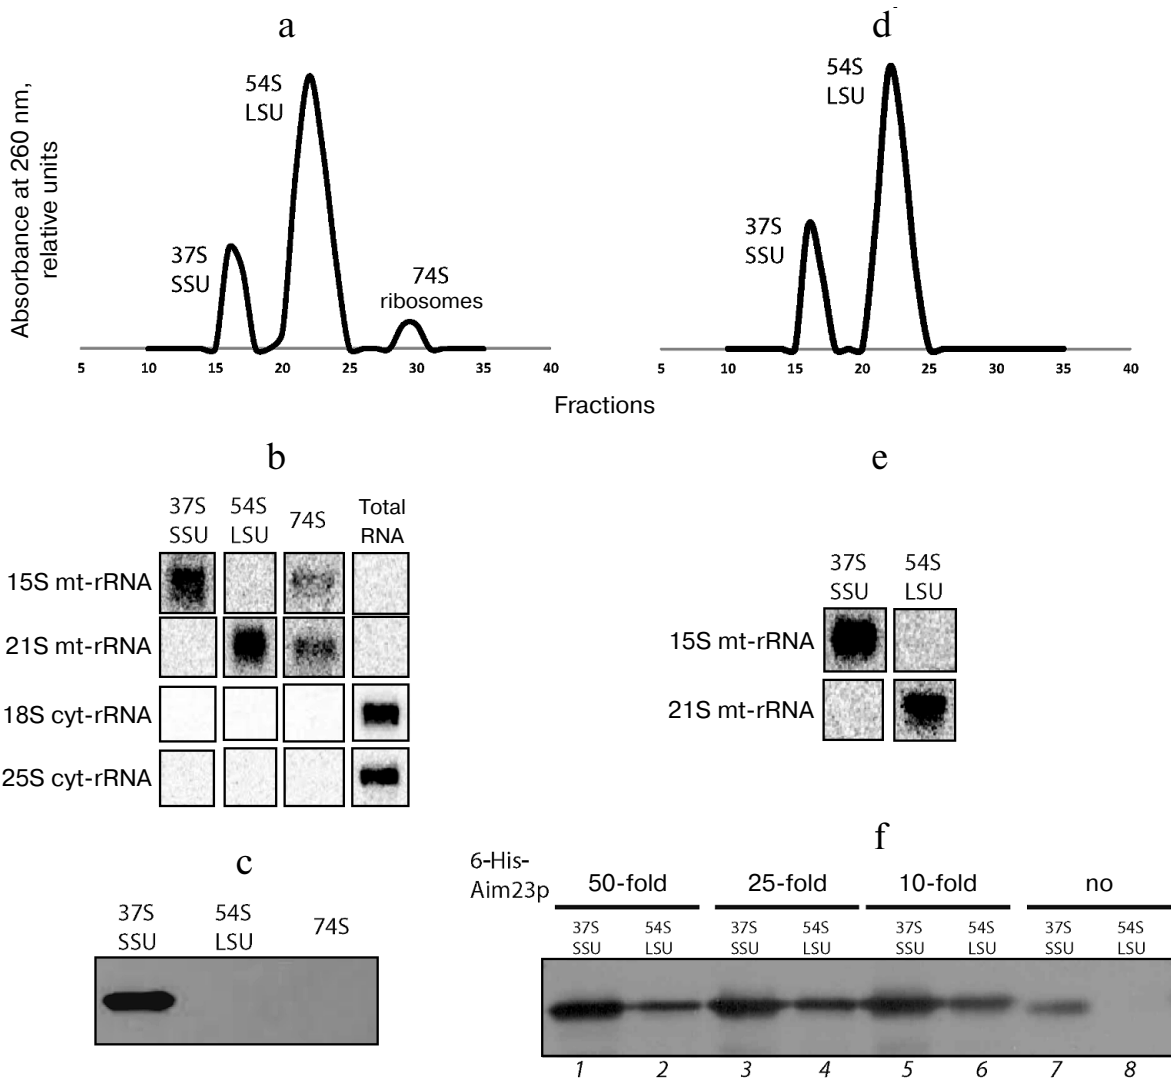 a
d
Absorbance at 260 nm,
relative units
54S
LSU
37S
SSU
74S
ribosomes
5 10 15 20 25 30 35 40
54S
LSU
37S
SSU
5 10 15 20 25 30 35 40
Fractions
b
37S
SSU
54S
LSU
74S
Total
RNA
15S mt-rRNA
21S mt-rRNA
18S cyt-rRNA
25S cyt-rRNA
e
37S
SSU
54S
LSU
15S mt-rRNA
21S mt-rRNA
c
37S
SSU
54S
LSU
74S
f
6-His-
Aim23p
50-fold 25-fold 10-fold no
37S 54S 37S 54S 37S 54S 37S 54S
SSU LSU SSU LSU SSU LSU SSU LSU
1 2 3 4 5 6 7 8